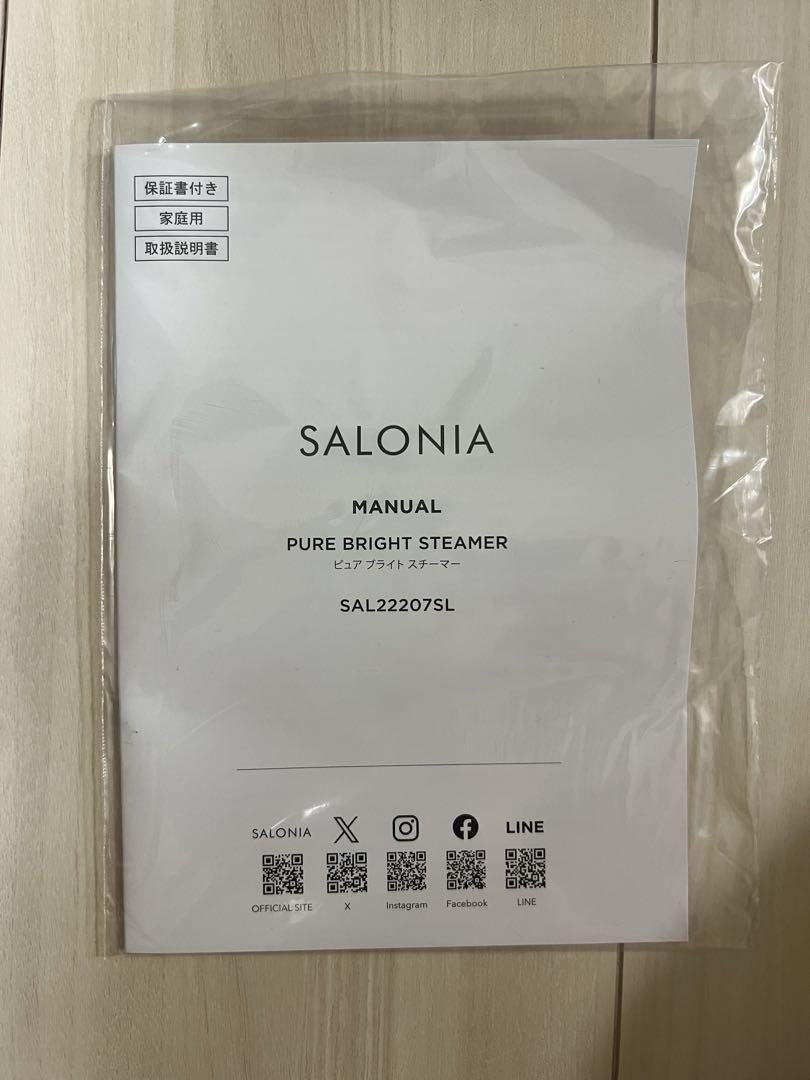 保証書付き
家庭用
取扱説明書
SALONIA
MANUAL
PURE BRIGHT STEAMER
ピュア ブライト スチーマー
SAL22207SL
SALONIA X LINE
OFFICIAL SITE X Instagram Facebook LINE